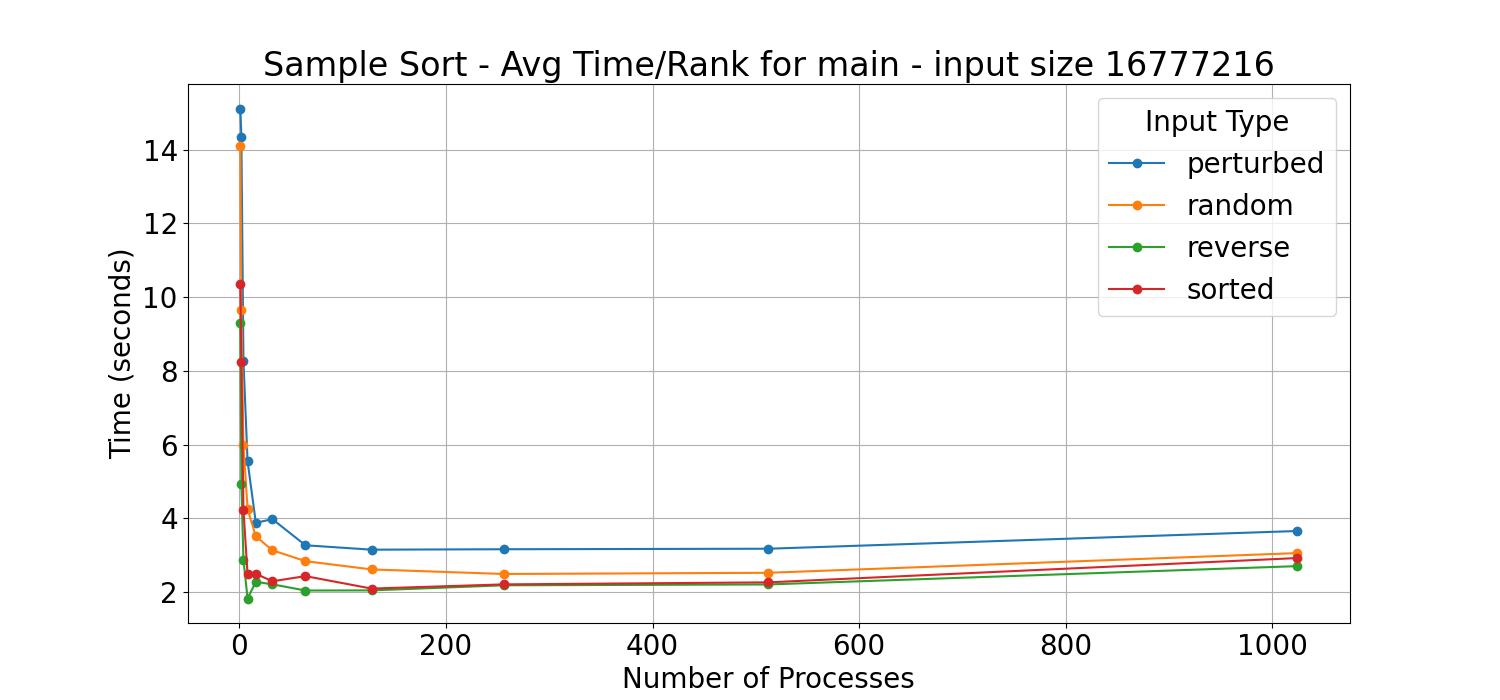 Sample Sort - Avg Time/Rank for main - input size 16777216
Input Type
perturbed
random
reverse
sorted
Time (seconds)
14
12
10
8
6
4
2
0 200 400 600 800 1000
Number of Processes